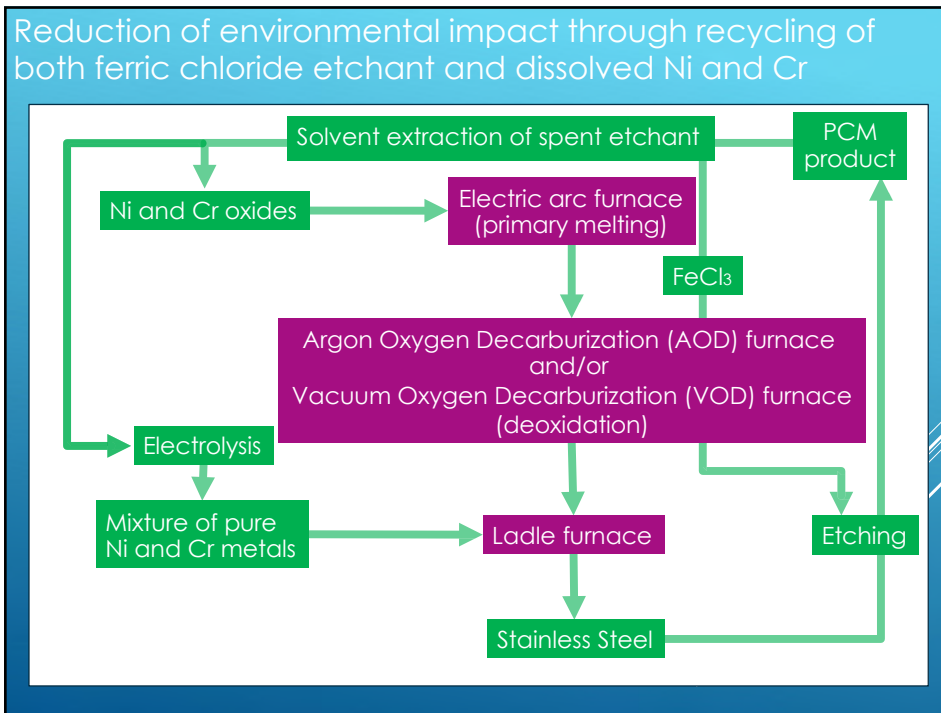 Reduction of environmental impact through recycling of
both ferric chloride etchant and dissolved Ni and Cr
Solvent extraction of spent etchant
PCM
product
Ni and Cr oxides
Electric arc furnace
(primary melting)
FeCl₃
Argon Oxygen Decarburization (AOD) furnace
and/or
Vacuum Oxygen Decarburization (VOD) furnace
(deoxidation)
Electrolysis
Mixture of pure
Ni and Cr metals
Ladle furnace
Etching
Stainless Steel